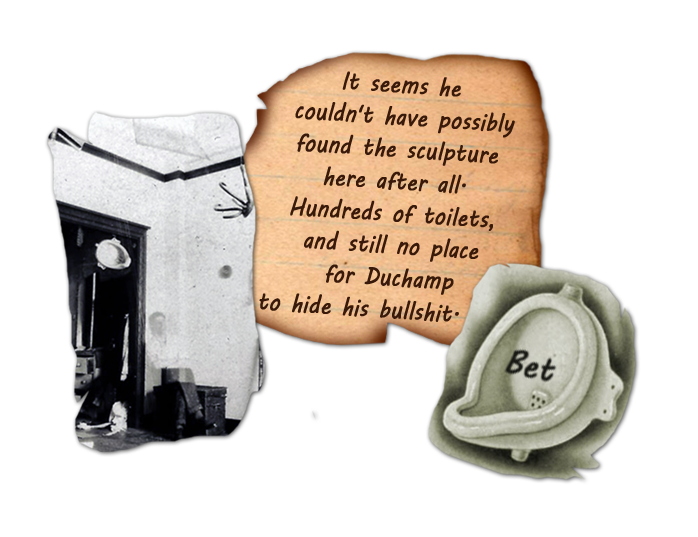 It seems he
couldn't have possibly
found the sculpture
here after all.
Hundreds of toilets,
and still no place
for Duchamp
to hide his bullshit.
Bet